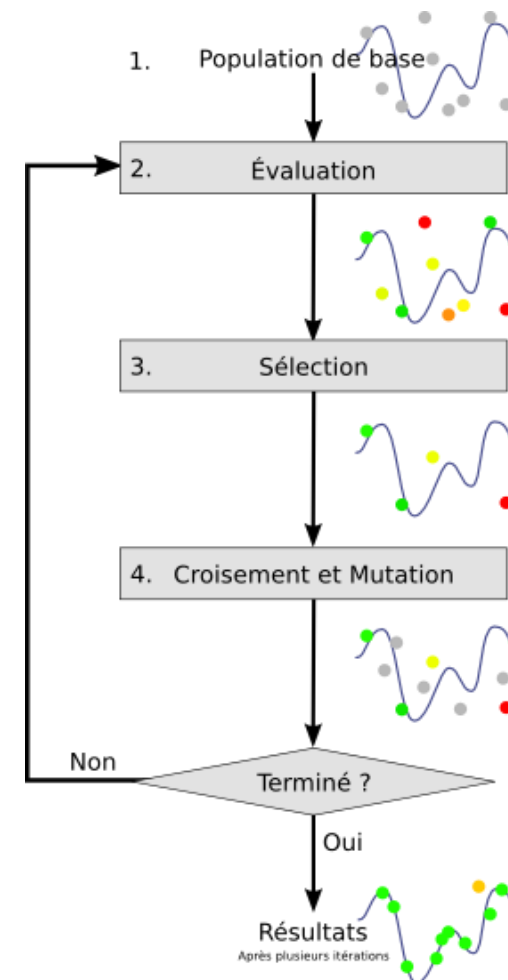 1. Population de base
2. Évaluation
3. Sélection
4. Croisement et Mutation
Terminé ?
Non
Oui
Résultats
Après plusieurs itérations